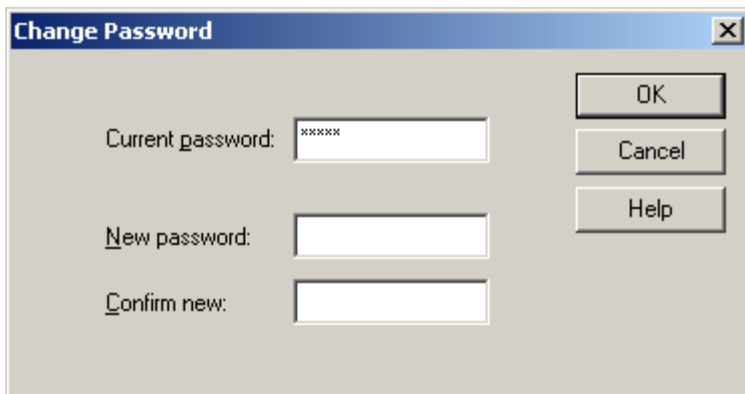 Change Password
OK
Current password: *****
Cancel
Help
New password:
Confirm new: